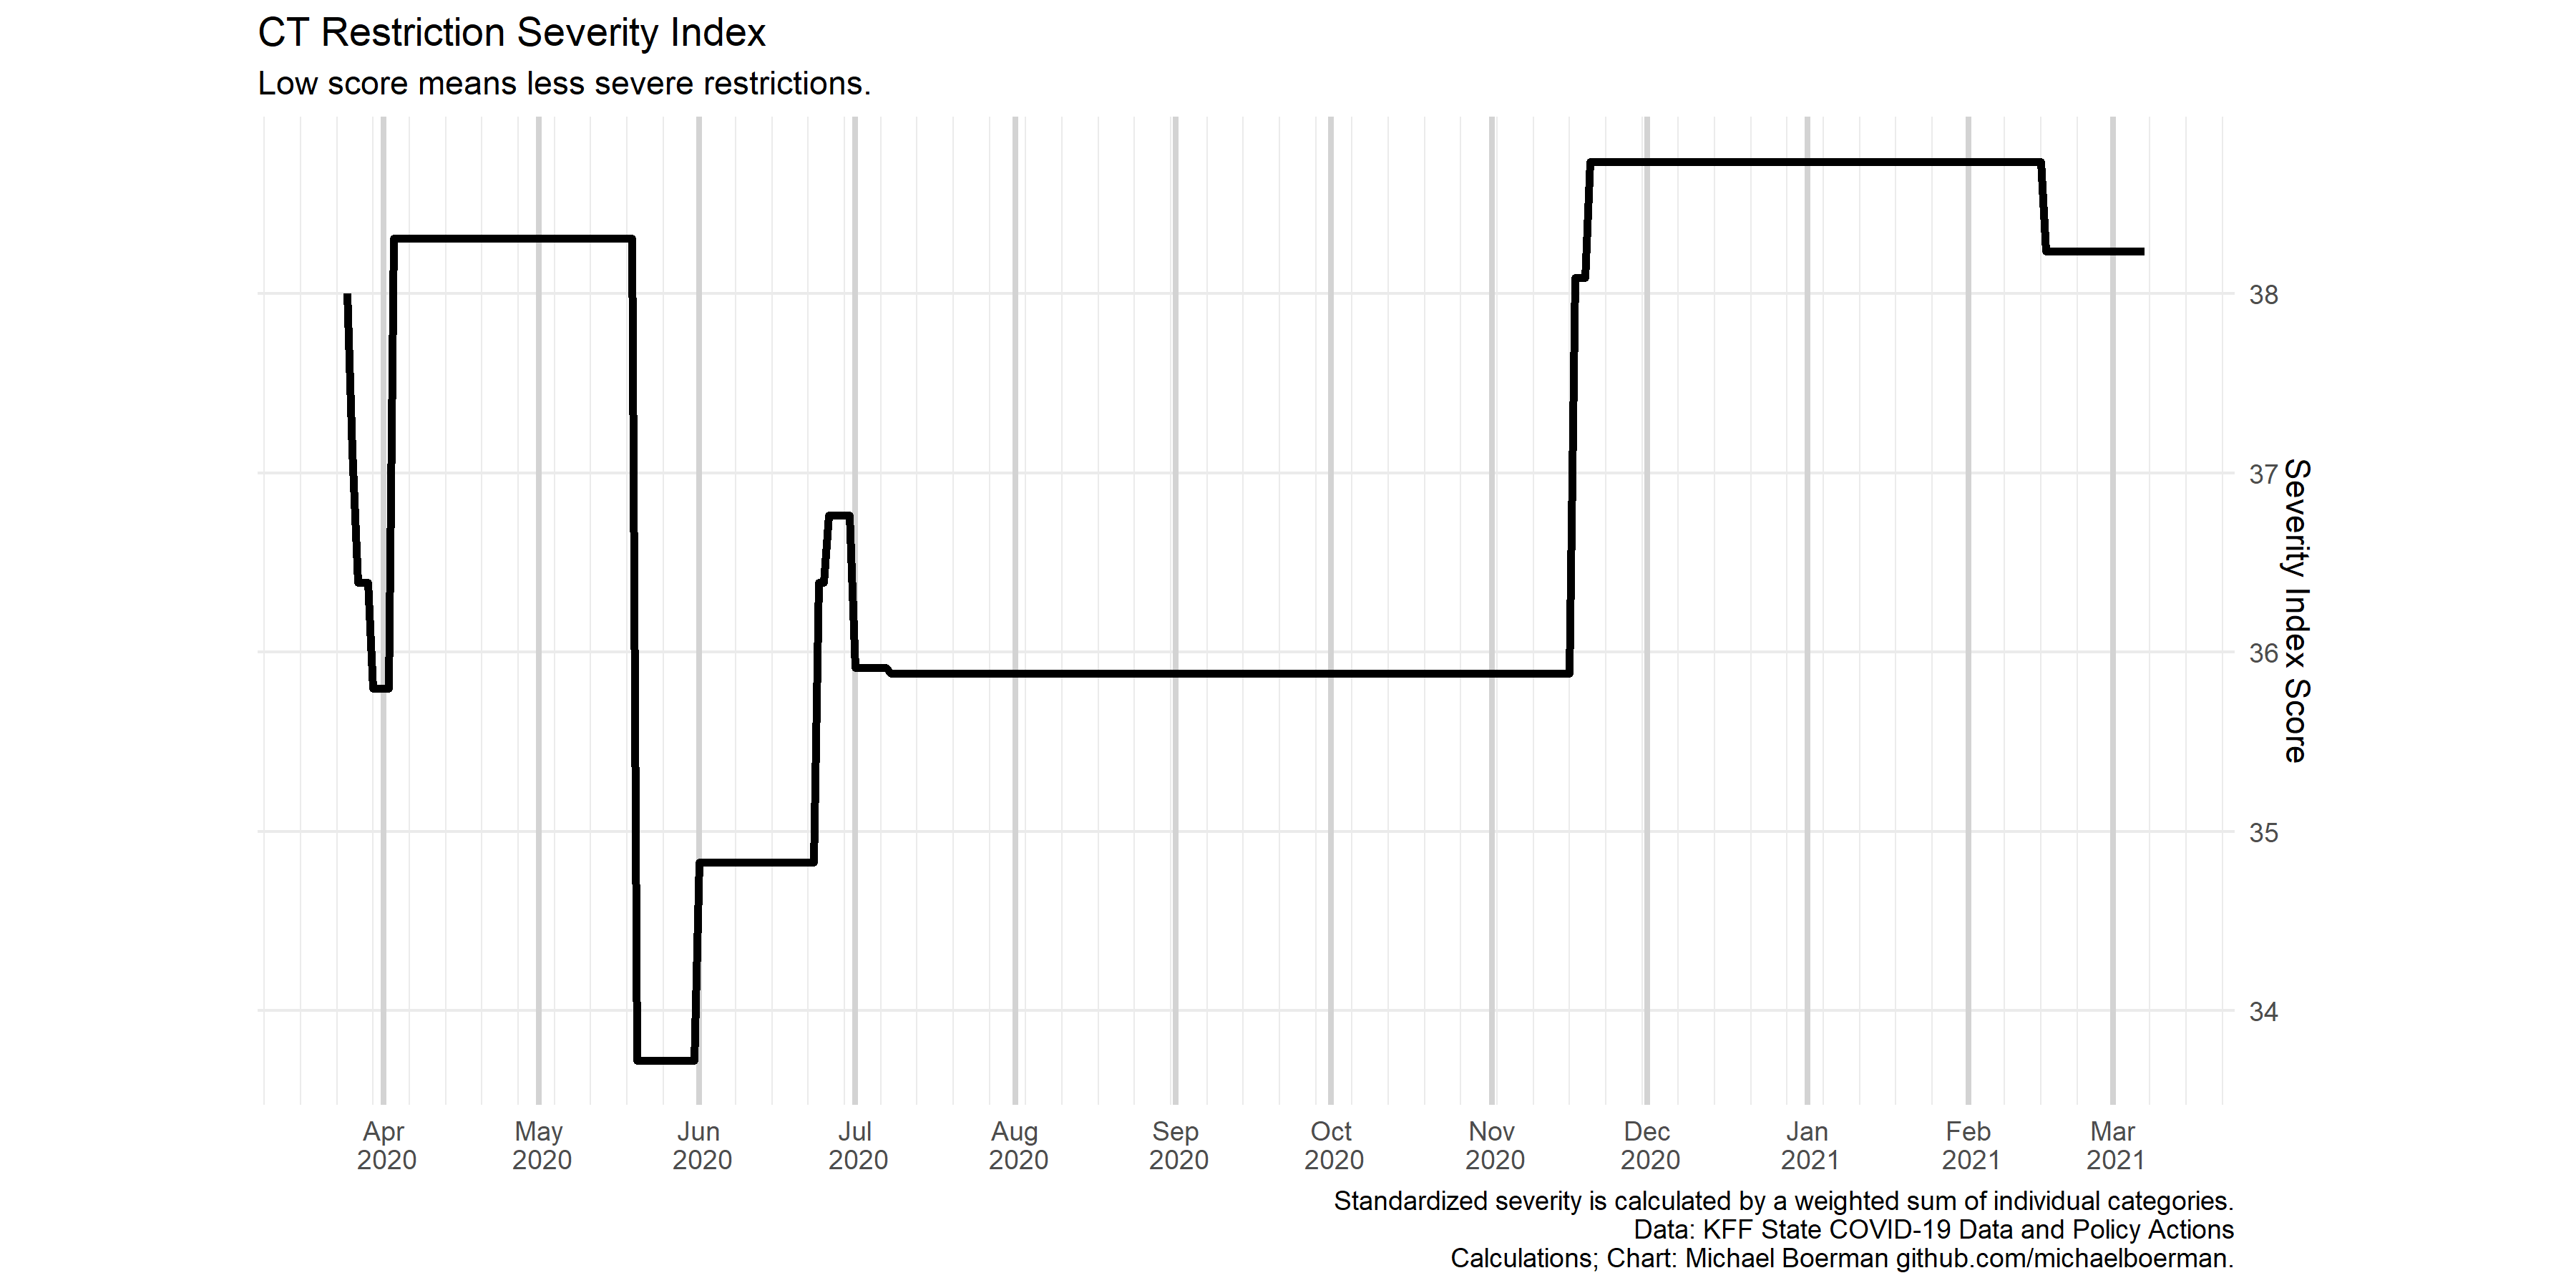 CT Restriction Severity Index
Low score means less severe restrictions.
38
37
36
35
34
Severity Index Score
Apr May Jun Jul Aug Sep Oct Nov Dec Jan Feb Mar
2020 2020 2020 2020 2020 2020 2020 2020 2020 2021 2021 2021
Standardized severity is calculated by a weighted sum of individual categories.
Data: KFF State COVID-19 Data and Policy Actions
Calculations; Chart: Michael Boerman github.com/michaelboerman.